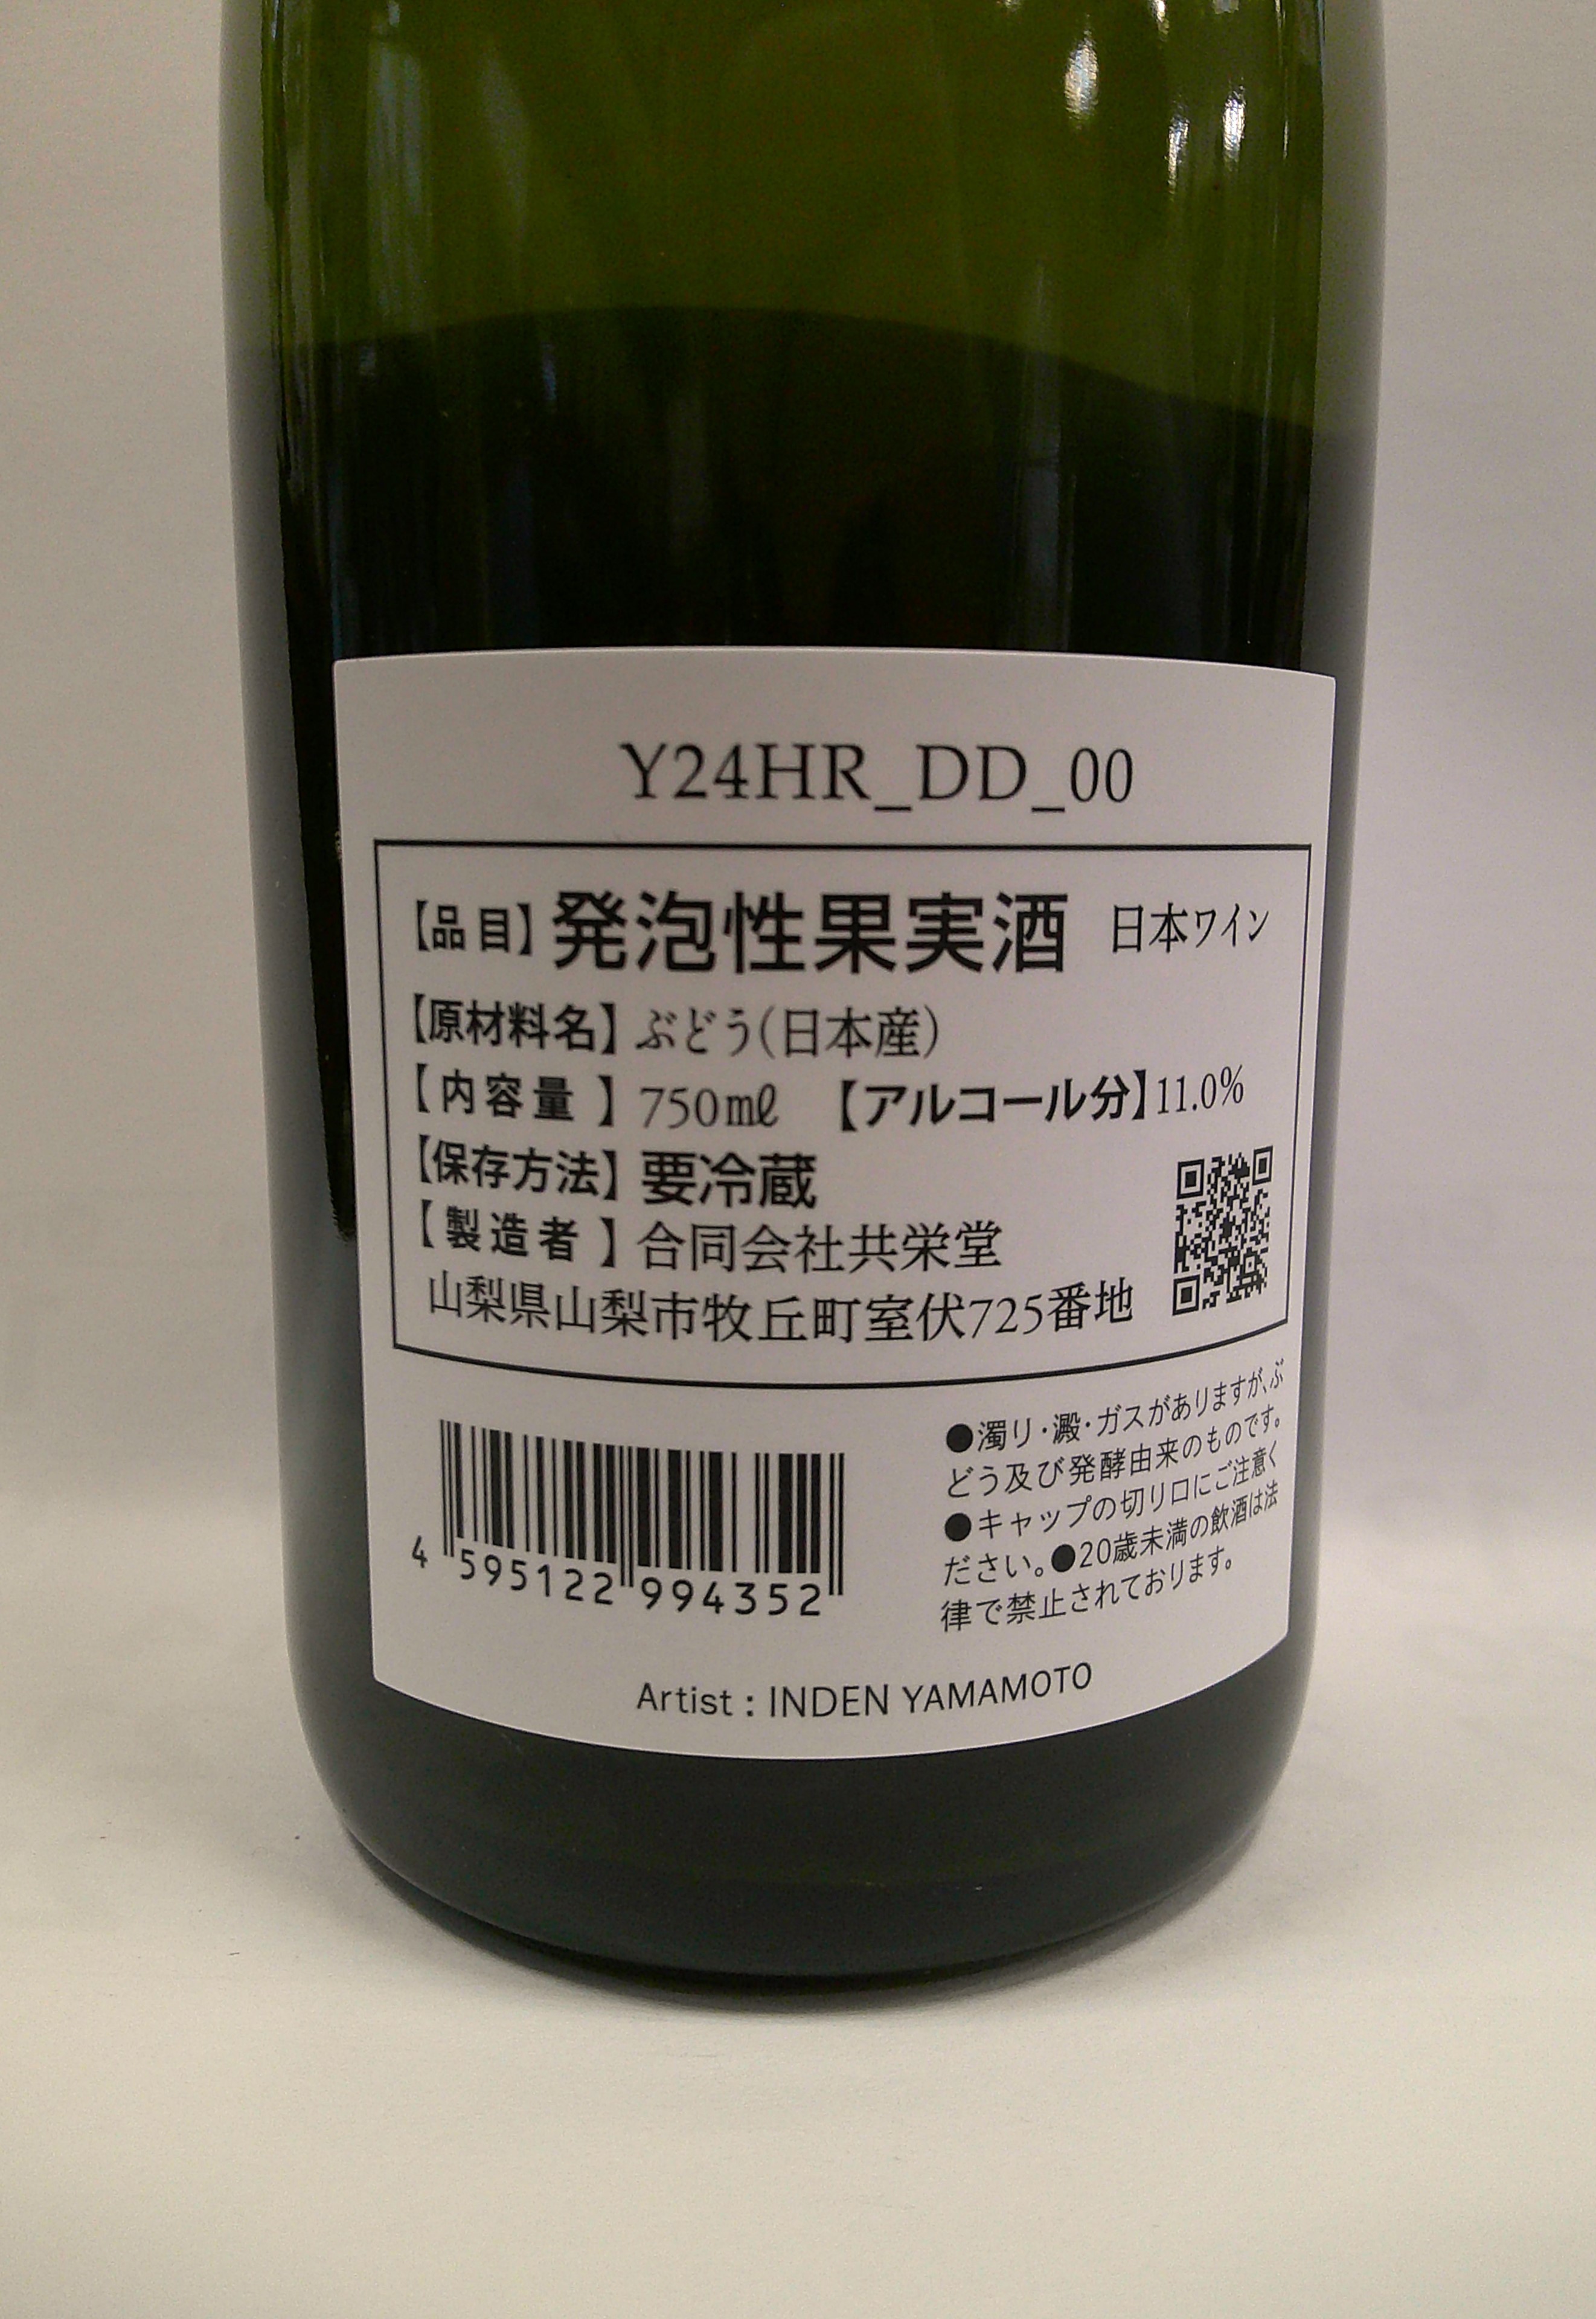 Y24HR_DD_00
【品目】発泡性果実酒 日本ワイン
【原材料名】ぶどう（日本産）
【内容量】750㎖ 【アルコール分】11.0%
【保存方法】要冷蔵
【製造者】合同会社共栄堂
山梨県山梨市牧丘町室伏725番地
●濁り・澱・ガスがありますが、ぶ
どう及び発酵由来のものです。
●キャップの切り口にご注意く
ださい。●20歳未満の飲酒は法
律で禁止されております。
4 595122 994352
Artist : INDEN YAMAMOTO